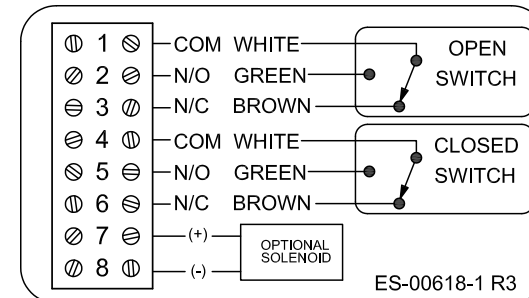 1 COM WHITE
2 N/O GREEN
3 N/C BROWN
OPEN
SWITCH
4 COM WHITE
5 N/O GREEN
6 N/C BROWN
CLOSED
SWITCH
7 (+)
8 (-)
OPTIONAL
SOLENOID
ES-00618-1 R3